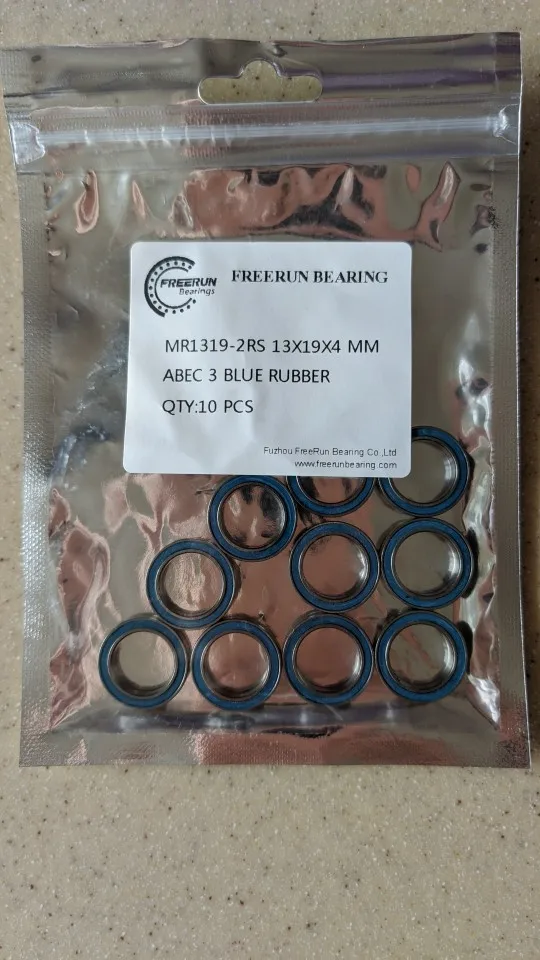 FREERUN
Bearings
FREERUN BEARING
MR1319-2RS 13X19X4 MM
ABEC 3 BLUE RUBBER
QTY:10 PCS
Fuzhou FreeRun Bearing Co.,Ltd
www.freerunbearing.com